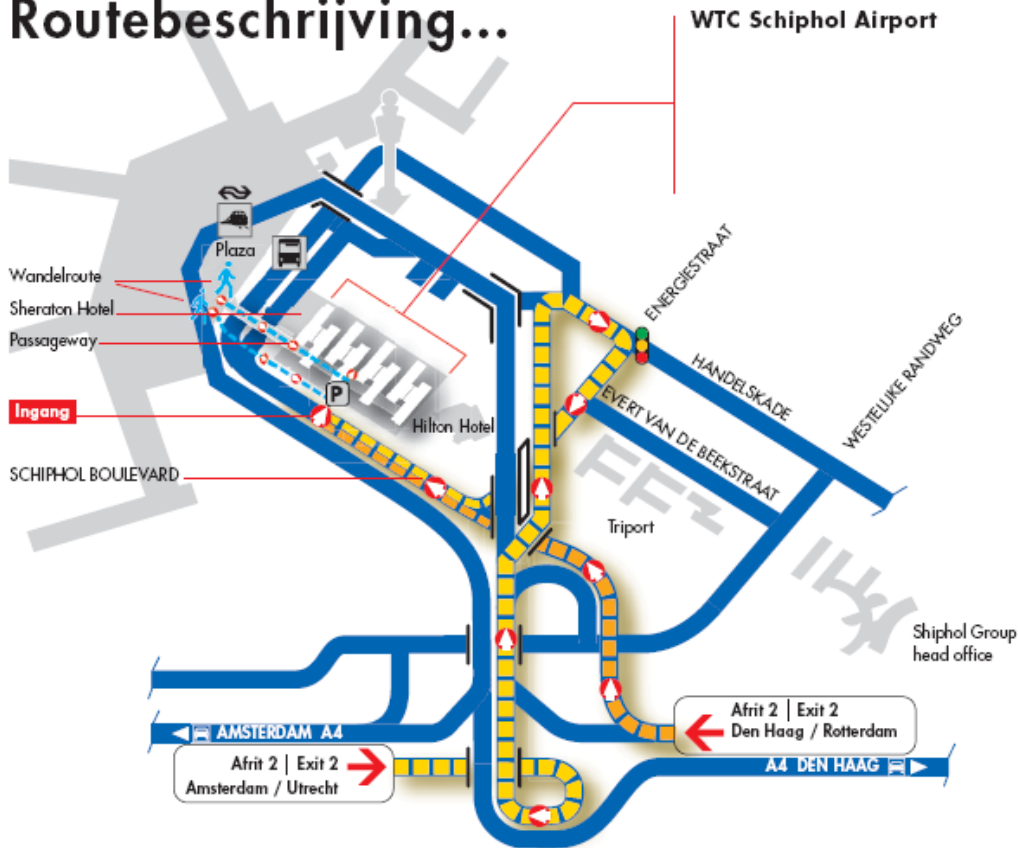 Routebeschrijving...
WTC Schiphol Airport
ENERGIESTRAAT
Plaza
Wandelroute
Sheraton Hotel
Passageway
P
HANDELSKADE
WESTELIJKE RANDWEG
Ingang
Hilton Hotel
EVERT VAN DE BEEKSTRAAT
SCHIPHOL BOULEVARD
Triport
Shiphol Group
head office
Afrit 2 | Exit 2
Den Haag / Rotterdam
AMSTERDAM A4
Afrit 2 | Exit 2
Amsterdam / Utrecht
A4 DEN HAAG